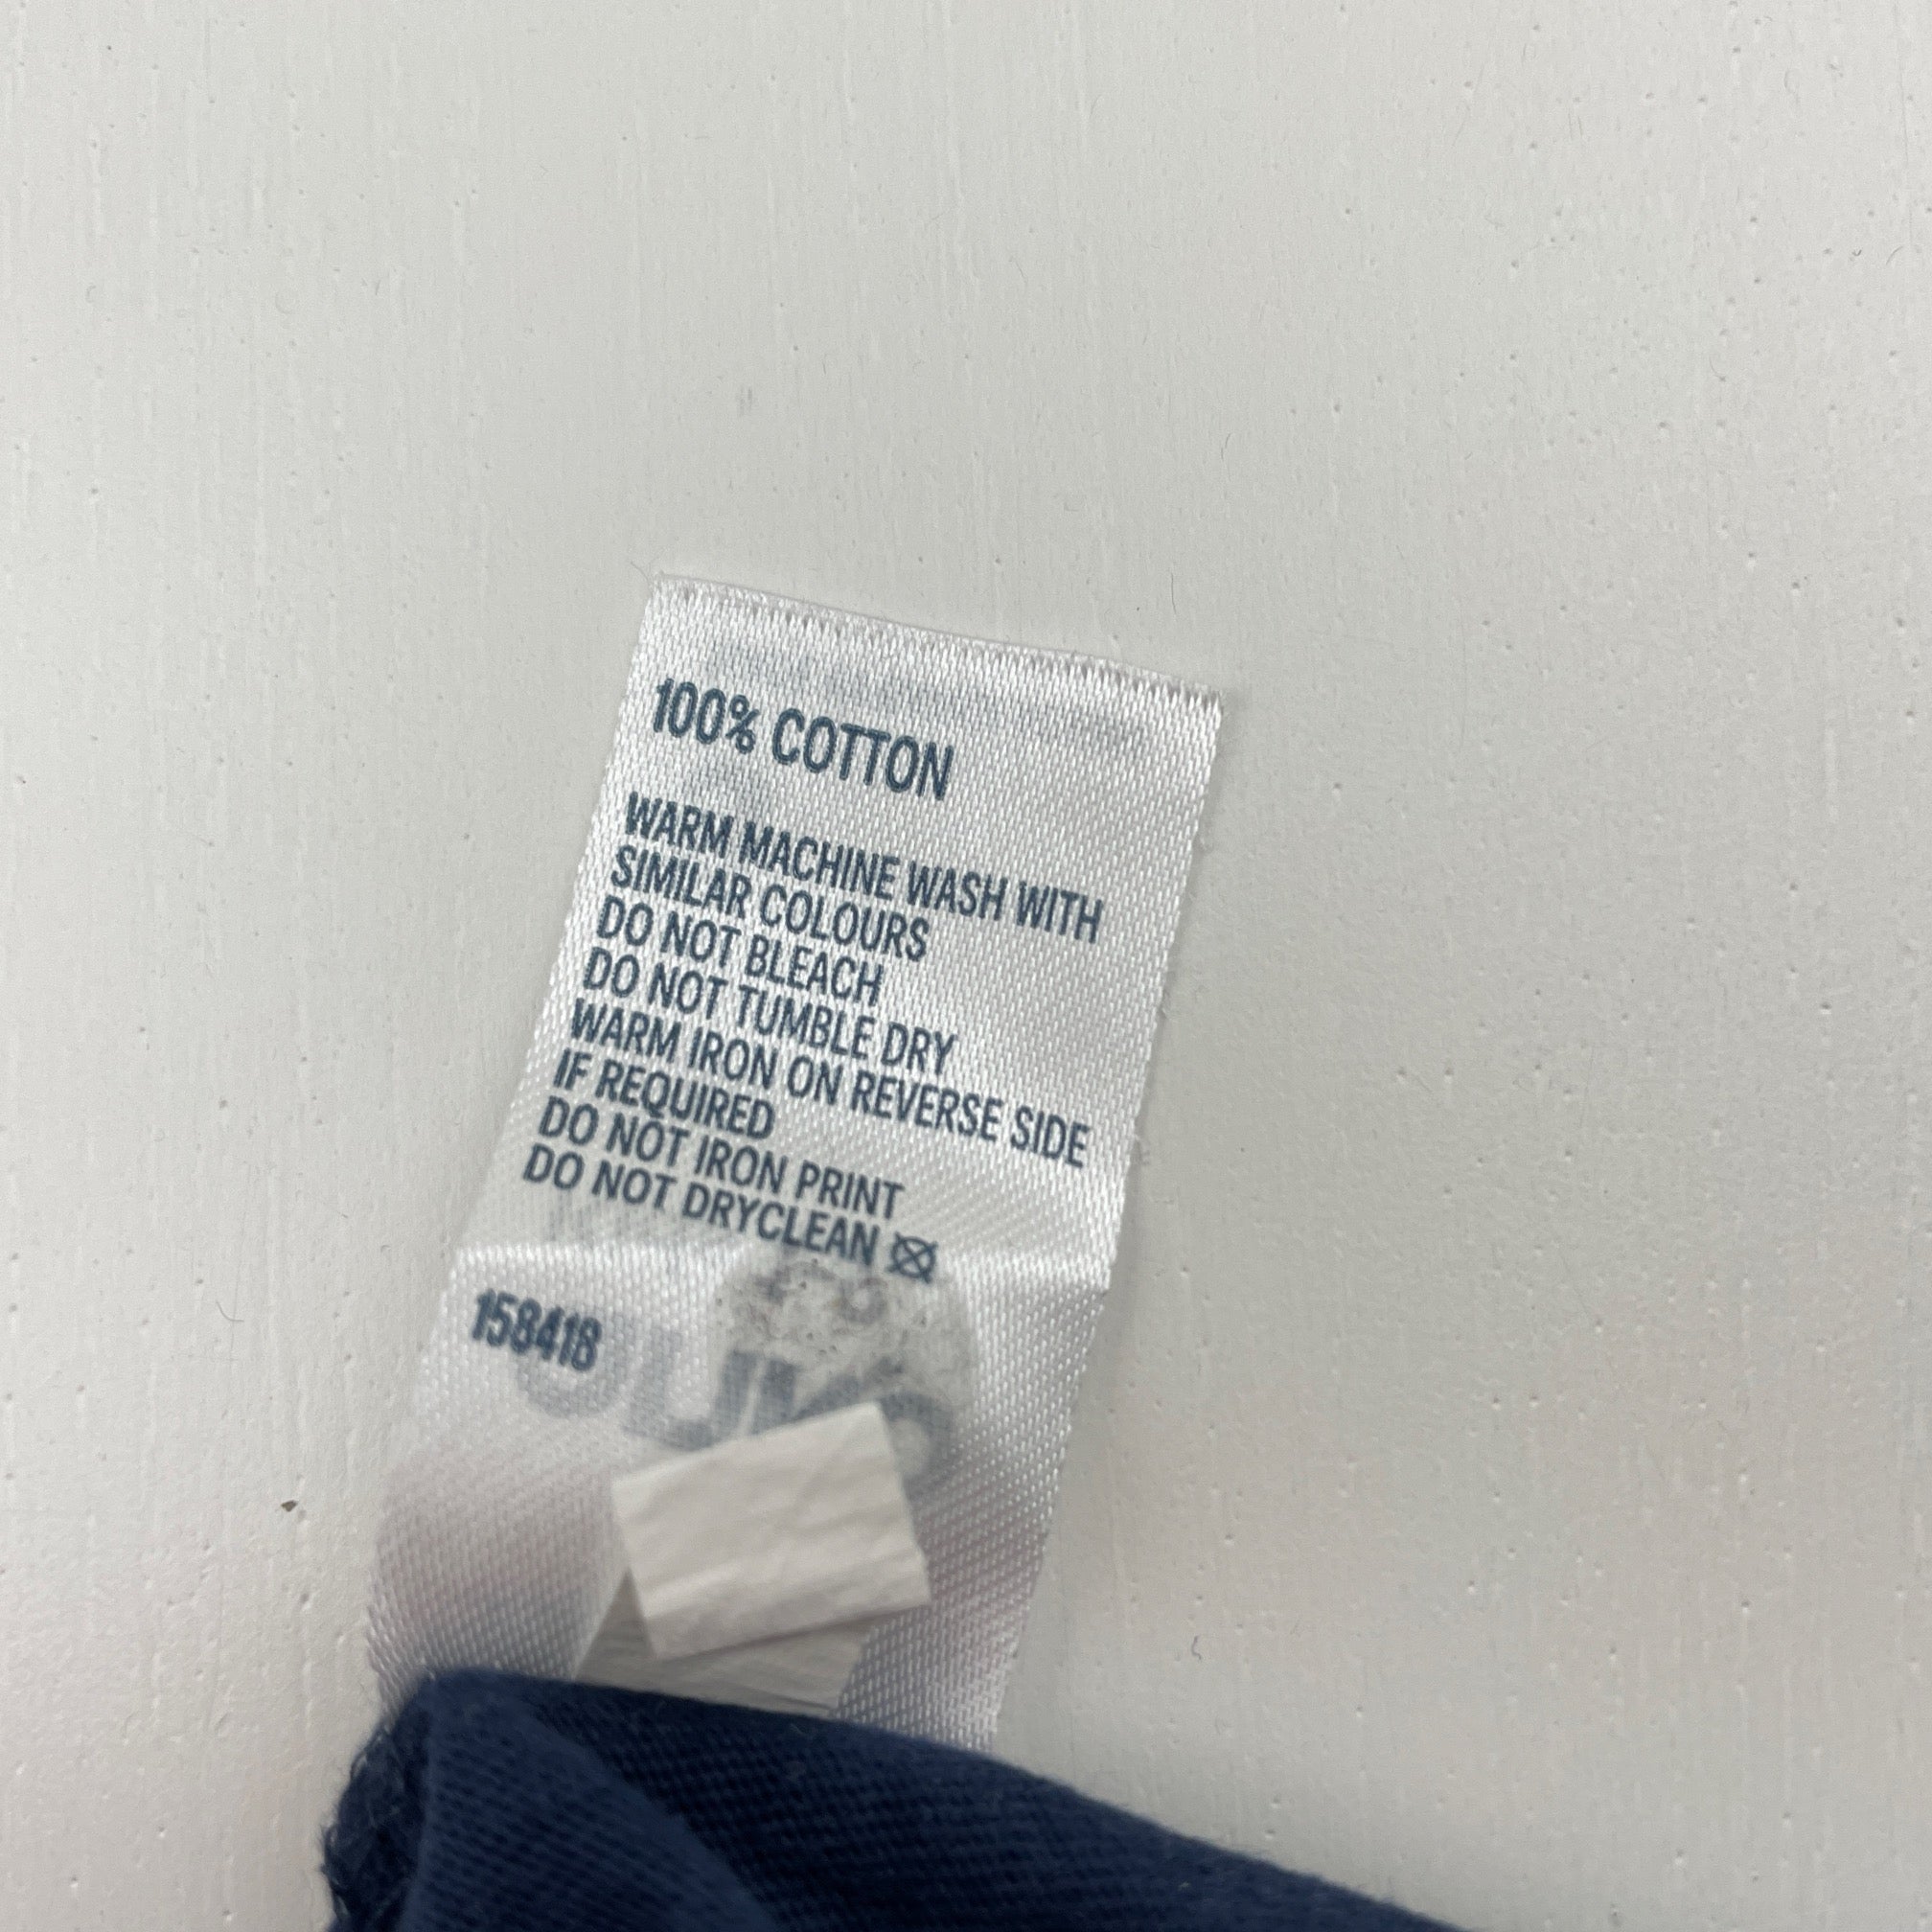 100% COTTON
WARM MACHINE WASH WITH
SIMILAR COLOURS
DO NOT BLEACH
DO NOT TUMBLE DRY
WARM IRON ON REVERSE SIDE
IF REQUIRED
DO NOT IRON PRINT
DO NOT DRYCLEAN
158418